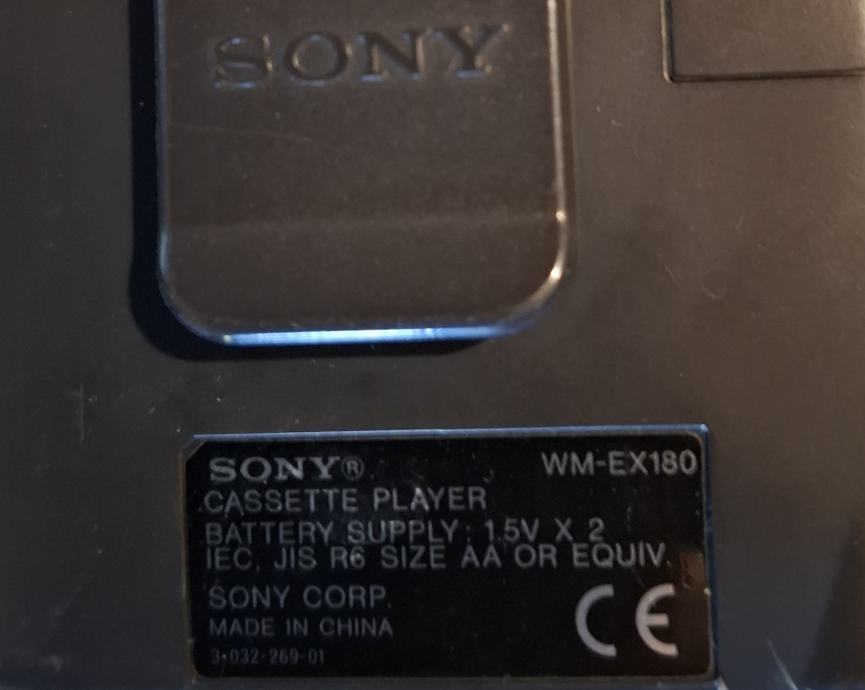 SONY
SONY® WM-EX180
CASSETTE PLAYER
BATTERY SUPPLY: 1.5V X 2
IEC, JIS R6 SIZE AA OR EQUIV.
SONY CORP.
MADE IN CHINA
3-032-269-01
CE